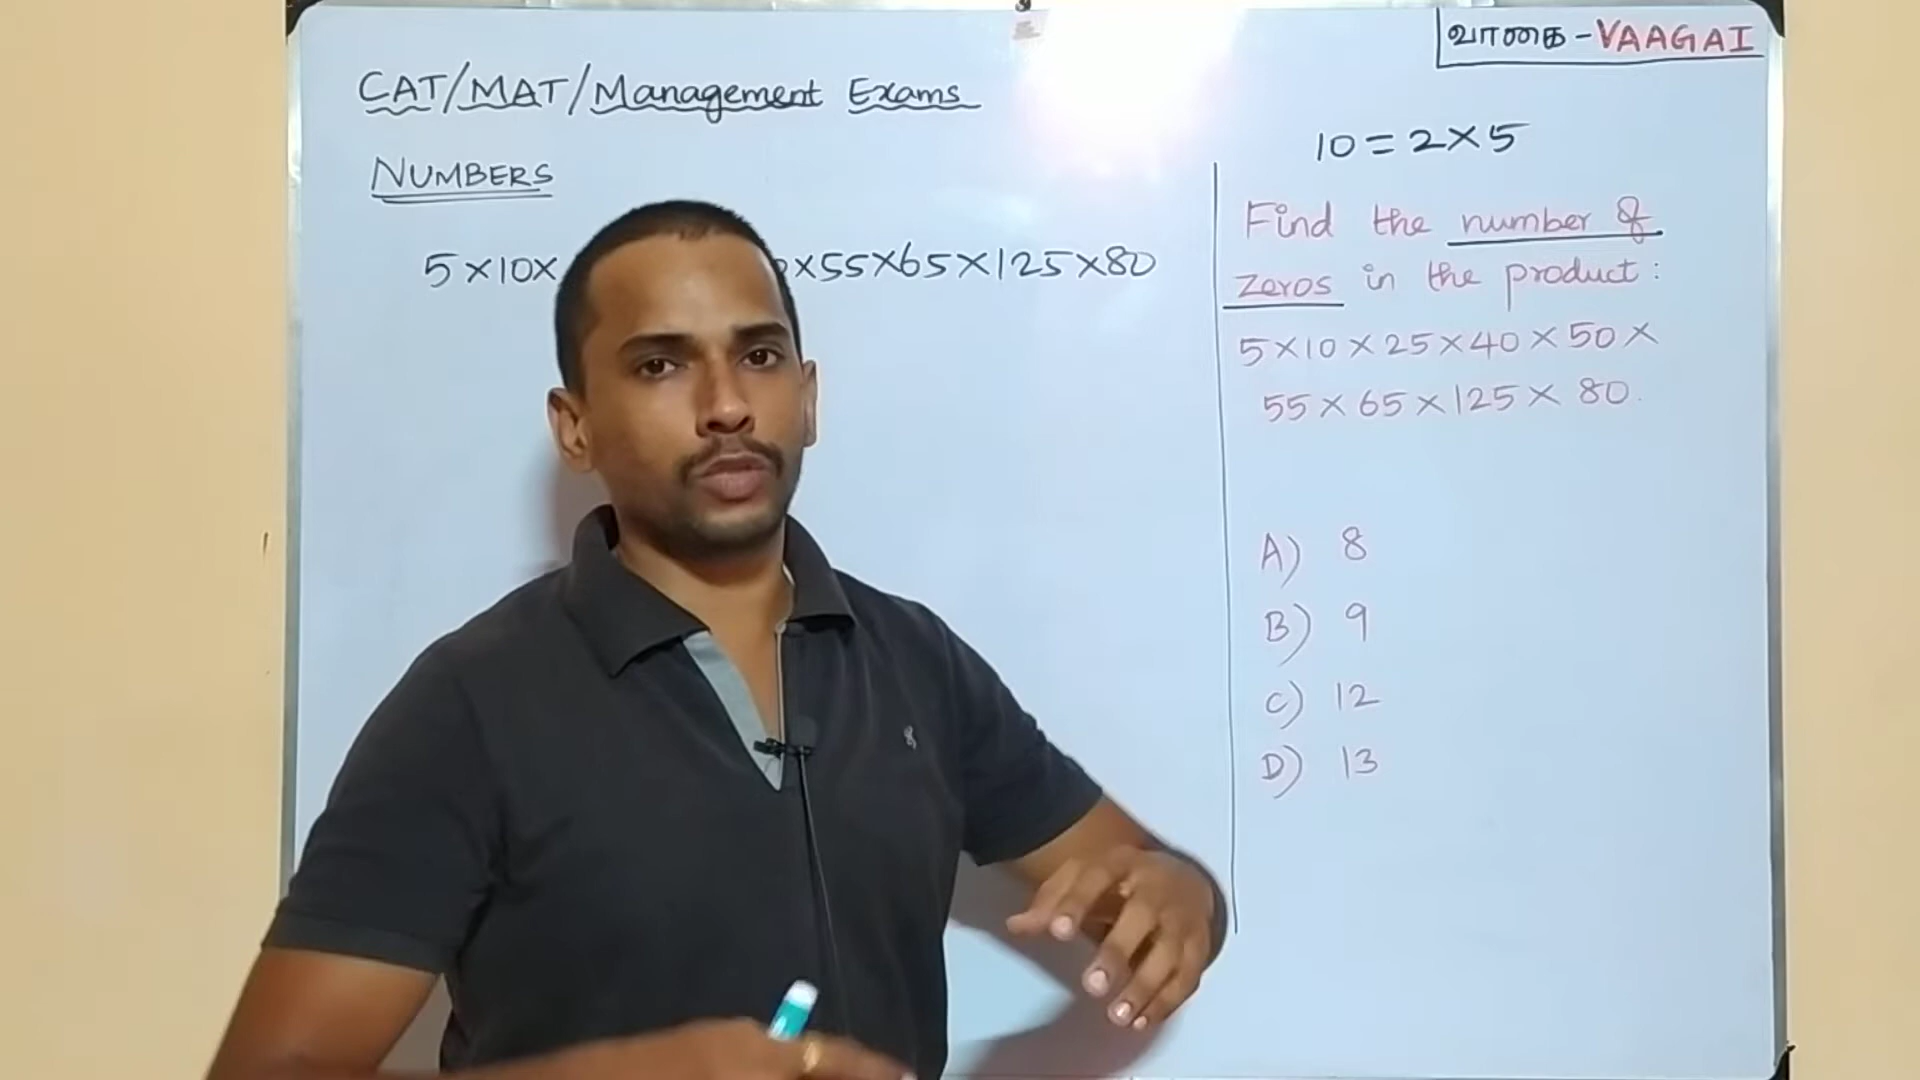 வாகை - VAAGAI
CAT/MAT/Management Exams
NUMBERS
5×10× ×55×65×125×80
10=2×5
Find the number of
zeros in the product:
5×10×25×40×50×
55×65×125×80.
A) 8
B) 9
C) 12
D) 13